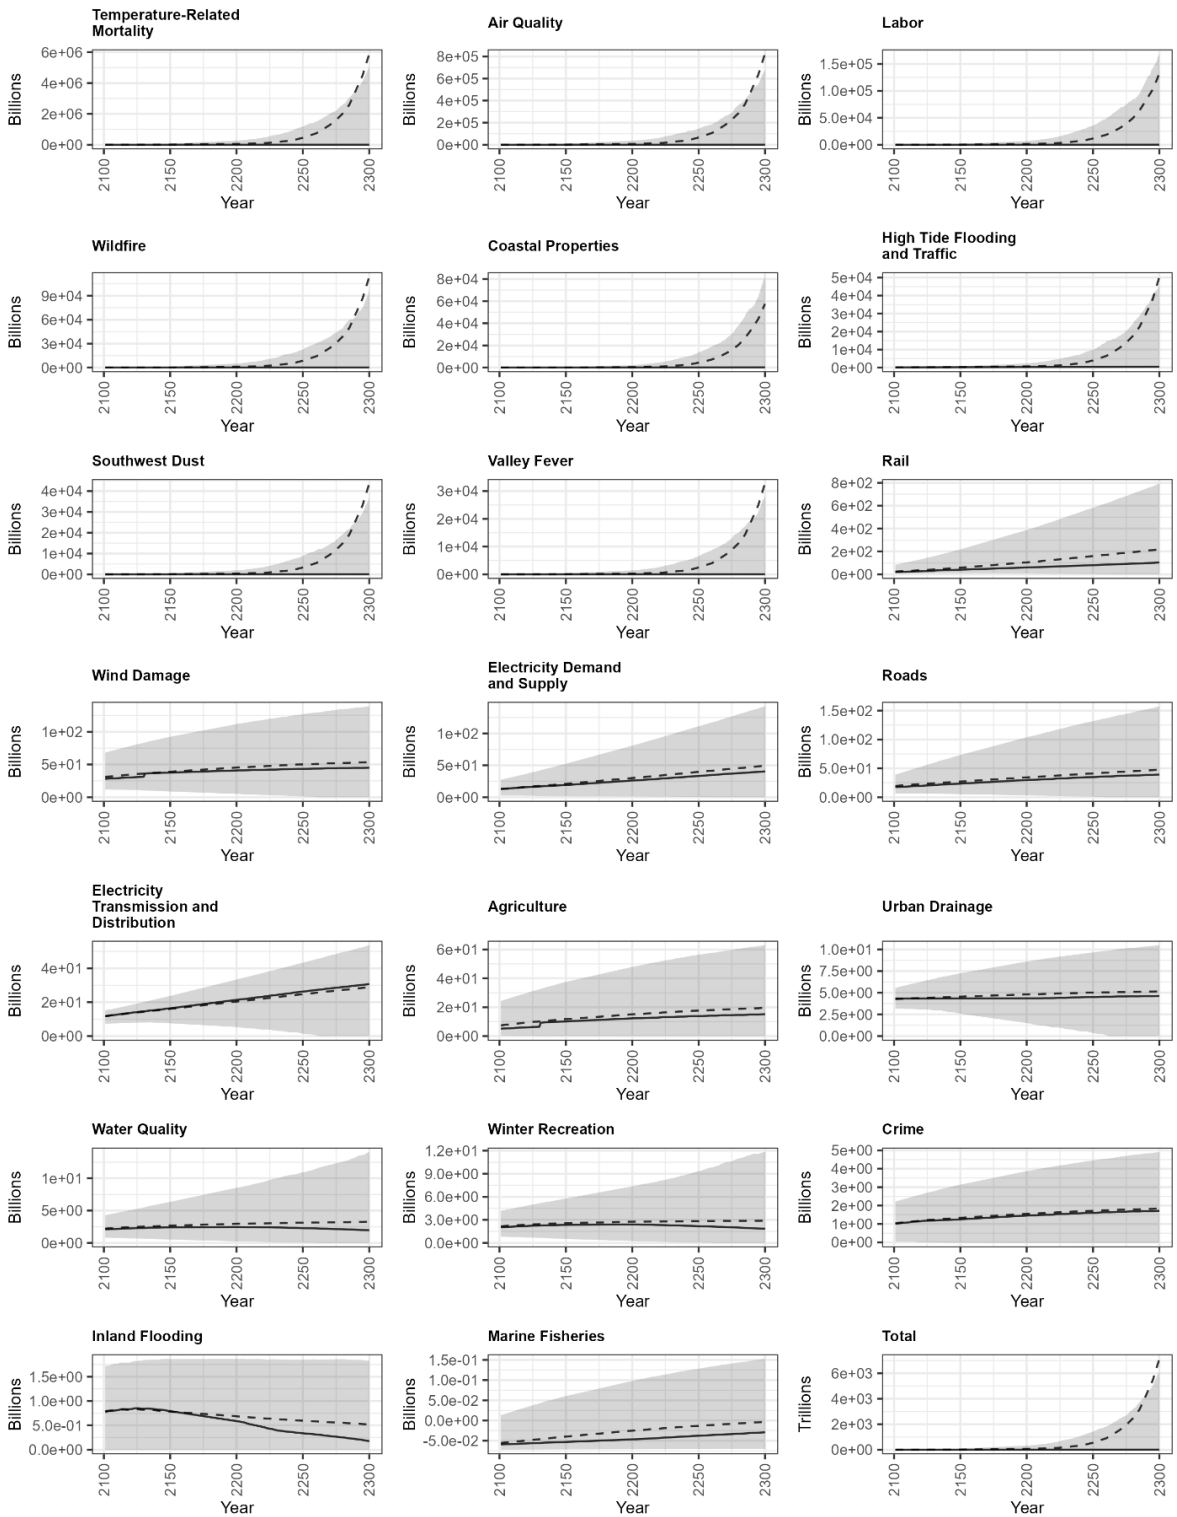 Temperature-Related
Mortality
Air Quality
Labor
Billions
6e+06
4e+06
2e+06
0e+00
2100
2150
2200
2250
2300
Year
Billions
8e+05
6e+05
4e+05
2e+05
0e+00
2100
2150
2200
2250
2300
Year
Billions
1.5e+05
1.0e+05
5.0e+04
0.0e+00
2100
2150
2200
2250
2300
Year
Wildfire
Coastal Properties
High Tide Flooding
and Traffic
Billions
9e+04
6e+04
3e+04
0e+00
2100
2150
2200
2250
2300
Year
Billions
8e+04
6e+04
4e+04
2e+04
0e+00
2100
2150
2200
2250
2300
Year
Billions
5e+04
4e+04
3e+04
2e+04
1e+04
0e+00
2100
2150
2200
2250
2300
Year
Southwest Dust
Valley Fever
Rail
Billions
4e+04
3e+04
2e+04
1e+04
0e+00
2100
2150
2200
2250
2300
Year
Billions
3e+04
2e+04
1e+04
0e+00
2100
2150
2200
2250
2300
Year
Billions
8e+02
6e+02
4e+02
2e+02
0e+00
2100
2150
2200
2250
2300
Year
Wind Damage
Electricity Demand
and Supply
Roads
Billions
1e+02
5e+01
0e+00
2100
2150
2200
2250
2300
Year
Billions
1e+02
5e+01
0e+00
2100
2150
2200
2250
2300
Year
Billions
1.5e+02
1.0e+02
5.0e+01
0.0e+00
2100
2150
2200
2250
2300
Year
Electricity
Transmission and
Distribution
Agriculture
Urban Drainage
Billions
4e+01
2e+01
0e+00
2100
2150
2200
2250
2300
Year
Billions
6e+01
4e+01
2e+01
0e+00
2100
2150
2200
2250
2300
Year
Billions
1.0e+01
7.5e+00
5.0e+00
2.5e+00
0.0e+00
2100
2150
2200
2250
2300
Year
Water Quality
Winter Recreation
Crime
Billions
1e+01
5e+00
0e+00
2100
2150
2200
2250
2300
Year
Billions
1.2e+01
9.0e+00
6.0e+00
3.0e+00
0.0e+00
2100
2150
2200
2250
2300
Year
Billions
5e+00
4e+00
3e+00
2e+00
1e+00
0e+00
2100
2150
2200
2250
2300
Year
Inland Flooding
Marine Fisheries
Total
Billions
1.5e+00
1.0e+00
5.0e-01
0.0e+00
2100
2150
2200
2250
2300
Year
Billions
1.5e-01
1.0e-01
5.0e-02
0.0e+00
-5.0e-02
2100
2150
2200
2250
2300
Year
Trillions
6e+03
4e+03
2e+03
0e+00
2100
2150
2200
2250
2300
Year